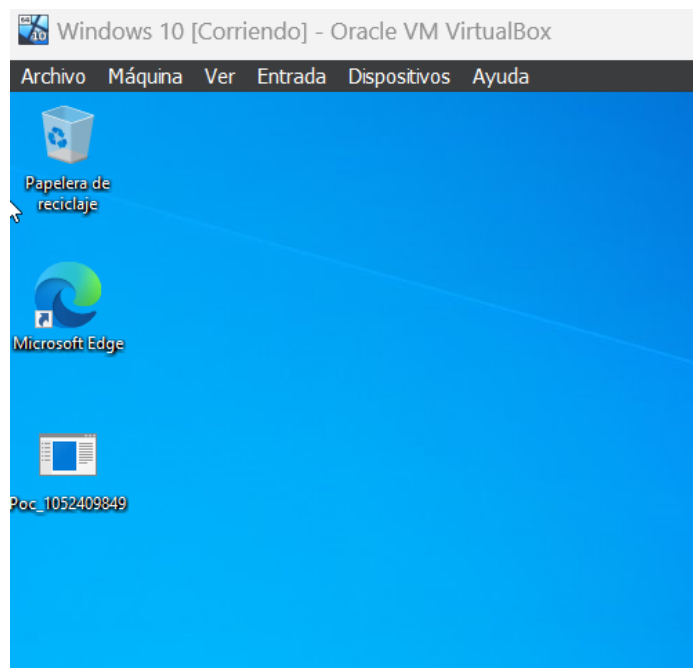 Windows 10 [Corriendo] - Oracle VM VirtualBox
Archivo Máquina Ver Entrada Dispositivos Ayuda
Papelera de
reciclaje
Microsoft Edge
Poc_1052409849